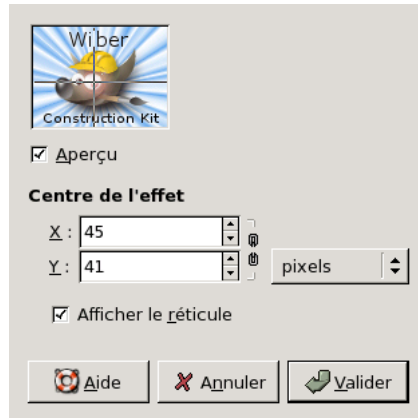 Wilber
Construction Kit
Aperçu
Centre de l'effet
X : 45
Y : 41
pixels
Afficher le réticule
Aide
Annuler
Valider